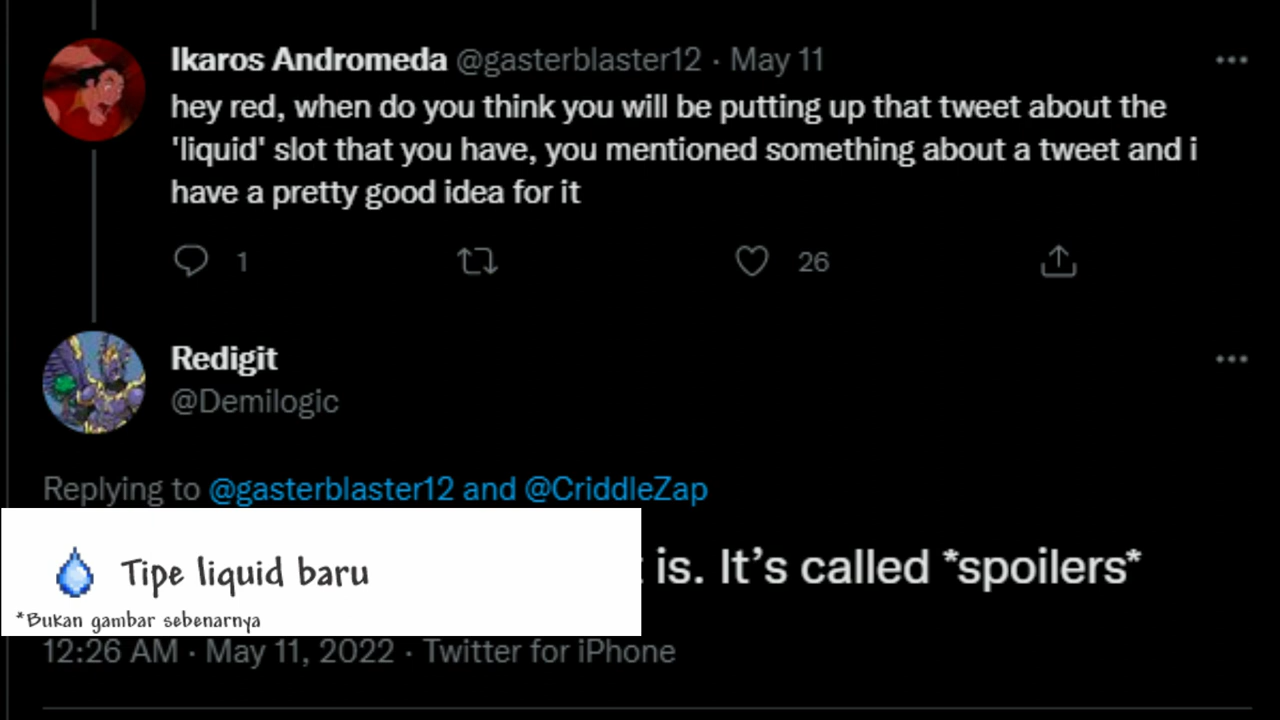 Ikaros Andromeda @gasterblaster12 · May 11
hey red, when do you think you will be putting up that tweet about the
'liquid' slot that you have, you mentioned something about a tweet and i
have a pretty good idea for it
1 26
Redigit
@Demilogic
Replying to @gasterblaster12 and @CriddleZap
is. It’s called *spoilers*
Tipe liquid baru
*Bukan gambar sebenarnya
12:26 AM · May 11, 2022 · Twitter for iPhone